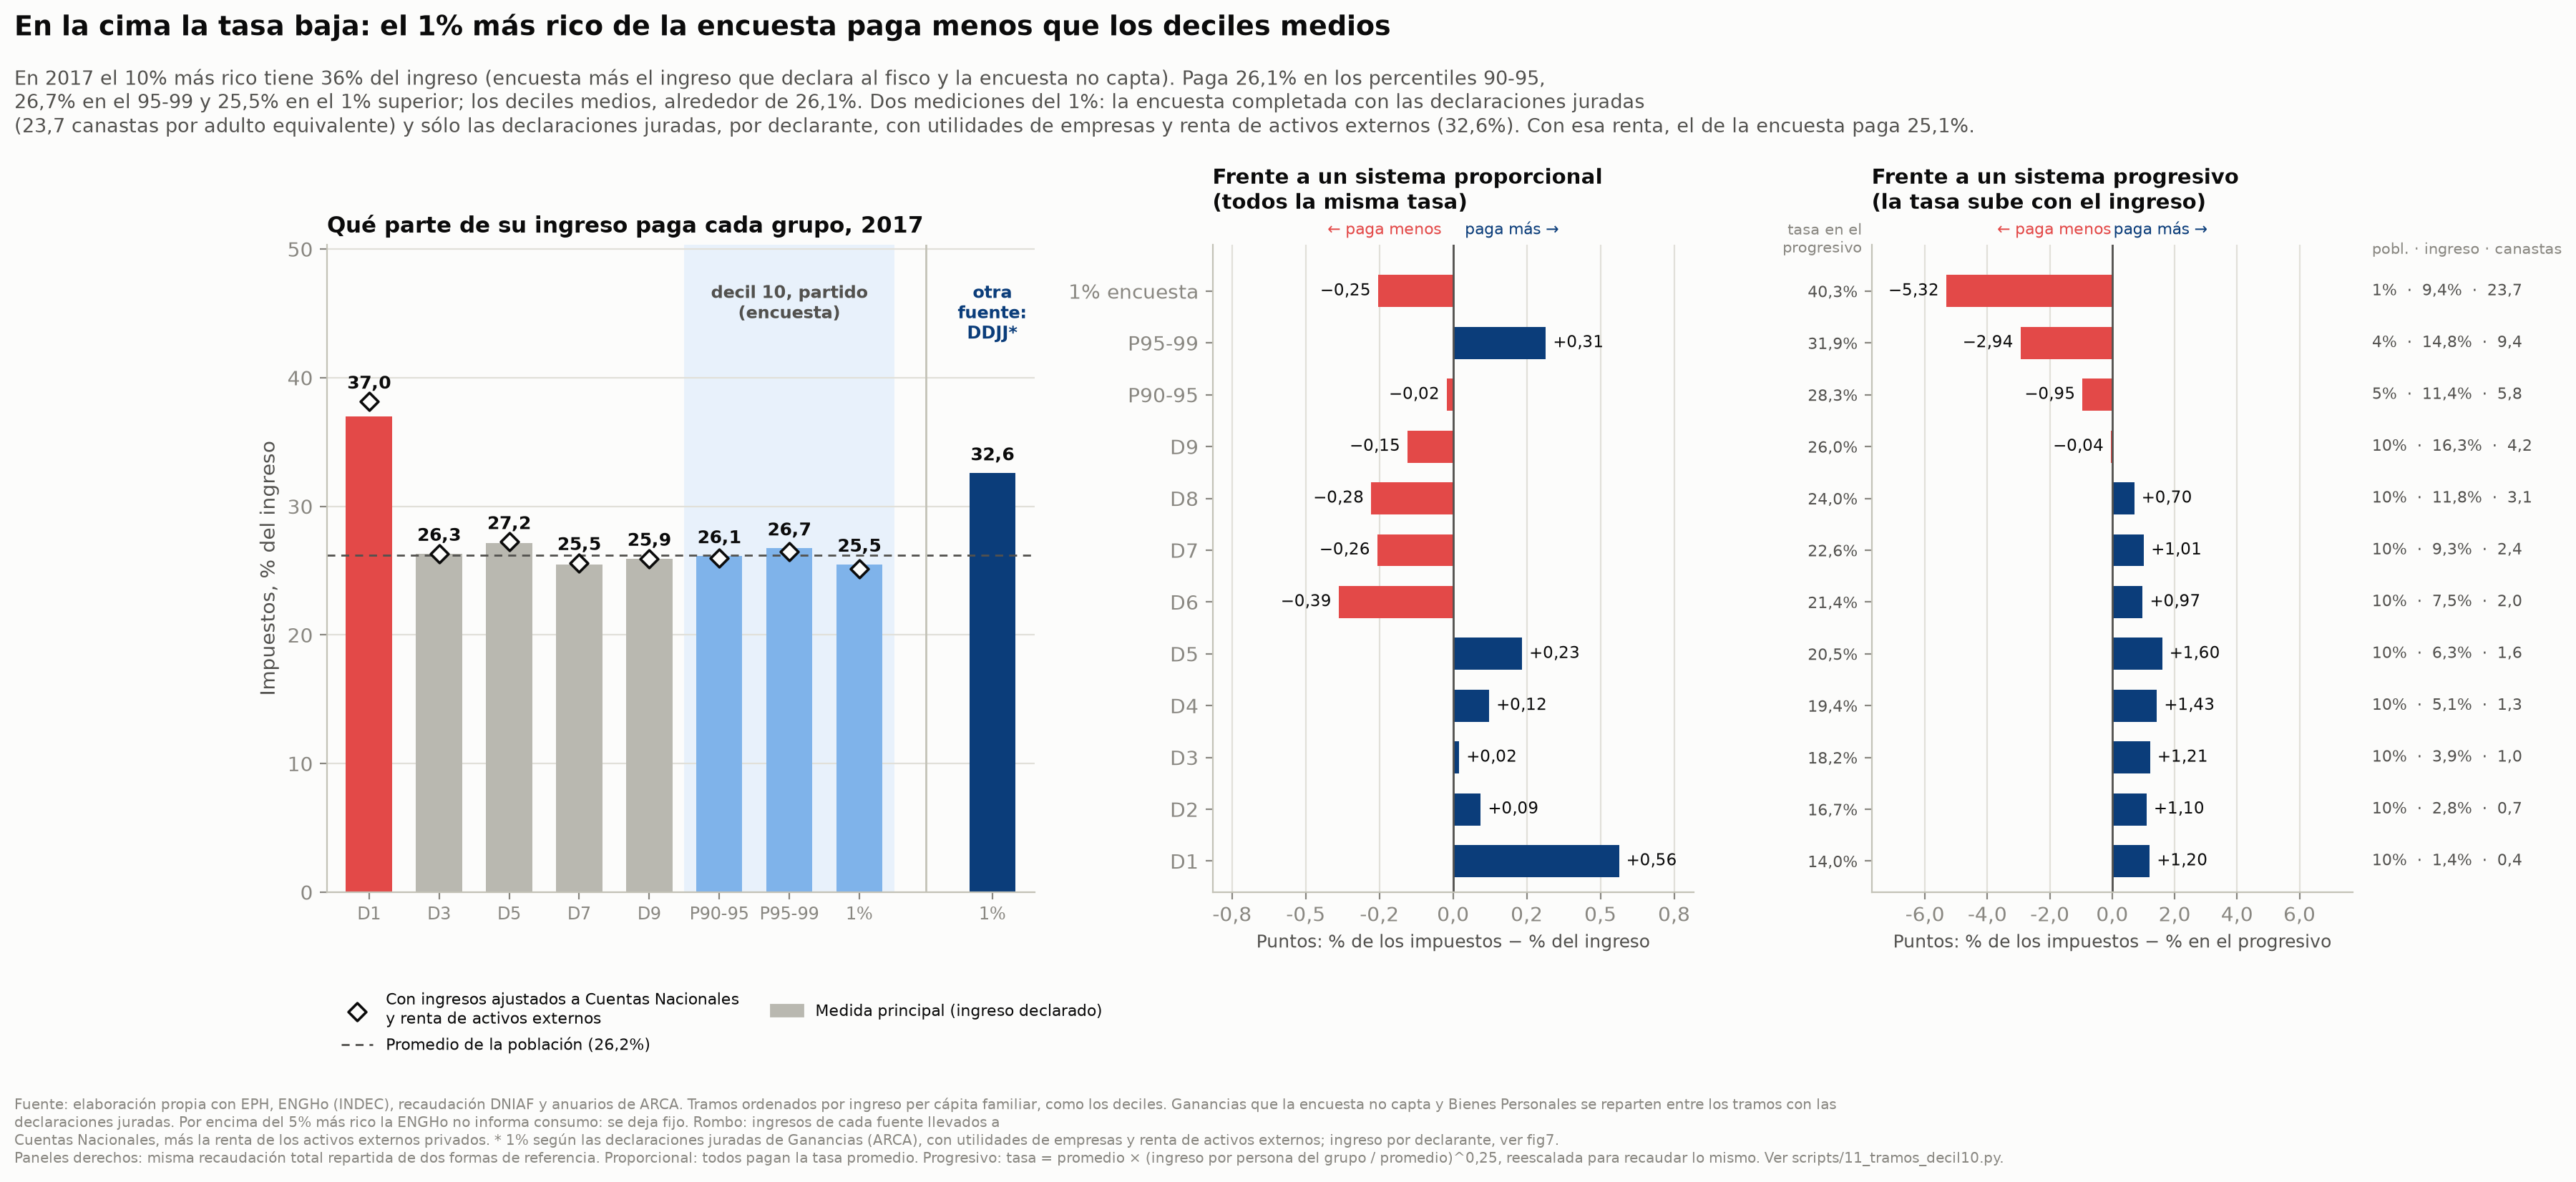 En la cima la tasa baja: el 1% más rico de la encuesta paga menos que los deciles medios
En 2017 el 10% más rico tiene 36% del ingreso (encuesta más el ingreso que declara al fisco y la encuesta no capta). Paga 26,1% en los percentiles 90-95,
26,7% en el 95-99 y 25,5% en el 1% superior; los deciles medios, alrededor de 26,1%. Dos mediciones del 1%: la encuesta completada con las declaraciones juradas
(23,7 canastas por adulto equivalente) y sólo las declaraciones juradas, por declarante, con utilidades de empresas y renta de activos externos (32,6%). Con esa renta, el de la encuesta paga 25,1%.
Qué parte de su ingreso paga cada grupo, 2017
Impuestos, % del ingreso
50
40
30
20
10
0
decil 10, partido
(encuesta)
otra
fuente:
DDJJ*
37,0
26,3
27,2
25,5
25,9
26,1
26,7
25,5
32,6
D1
D3
D5
D7
D9
P90-95
P95-99
1%
1%
Con ingresos ajustados a Cuentas Nacionales
y renta de activos externos
Promedio de la población (26,2%)
Medida principal (ingreso declarado)
Frente a un sistema proporcional
(todos la misma tasa)
← paga menos
paga más →
1% encuesta
−0,25
P95-99
+0,31
P90-95
−0,02
D9
−0,15
D8
−0,28
D7
−0,26
D6
−0,39
D5
+0,23
D4
+0,12
D3
+0,02
D2
+0,09
D1
+0,56
-0,8
-0,5
-0,2
0,0
0,2
0,5
0,8
Puntos: % de los impuestos − % del ingreso
Frente a un sistema progresivo
(la tasa sube con el ingreso)
tasa en el
progresivo
← paga menos
paga más →
pobl. · ingreso · canastas
40,3%
−5,32
1% · 9,4% · 23,7
31,9%
−2,94
4% · 14,8% · 9,4
28,3%
−0,95
5% · 11,4% · 5,8
26,0%
−0,04
10% · 16,3% · 4,2
24,0%
+0,70
10% · 11,8% · 3,1
22,6%
+1,01
10% · 9,3% · 2,4
21,4%
+0,97
10% · 7,5% · 2,0
20,5%
+1,60
10% · 6,3% · 1,6
19,4%
+1,43
10% · 5,1% · 1,3
18,2%
+1,21
10% · 3,9% · 1,0
16,7%
+1,10
10% · 2,8% · 0,7
14,0%
+1,20
10% · 1,4% · 0,4
-6,0
-4,0
-2,0
0,0
2,0
4,0
6,0
Puntos: % de los impuestos − % en el progresivo
Fuente: elaboración propia con EPH, ENGHo (INDEC), recaudación DNIAF y anuarios de ARCA. Tramos ordenados por ingreso per cápita familiar, como los deciles. Ganancias que la encuesta no capta y Bienes Personales se reparten entre los tramos con las
declaraciones juradas. Por encima del 5% más rico la ENGHo no informa consumo: se deja fijo. Rombo: ingresos de cada fuente llevados a
Cuentas Nacionales, más la renta de los activos externos privados. * 1% según las declaraciones juradas de Ganancias (ARCA), con utilidades de empresas y renta de activos externos; ingreso por declarante, ver fig7.
Paneles derechos: misma recaudación total repartida de dos formas de referencia. Proporcional: todos pagan la tasa promedio. Progresivo: tasa = promedio × (ingreso por persona del grupo / promedio)^0,25, reescalada para recaudar lo mismo. Ver scripts/11_tramos_decil10.py.